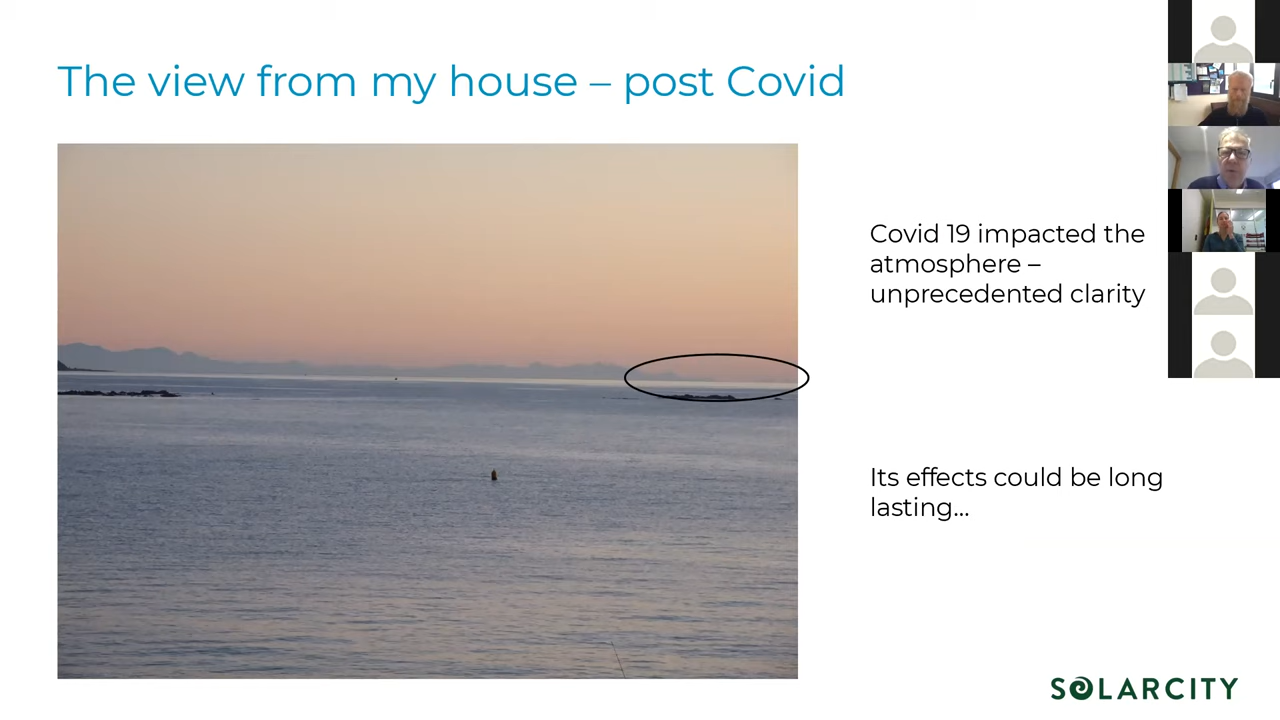 The view from my house – post Covid
Covid 19 impacted the
atmosphere –
unprecedented clarity
Its effects could be long
lasting...
SOLARCITY